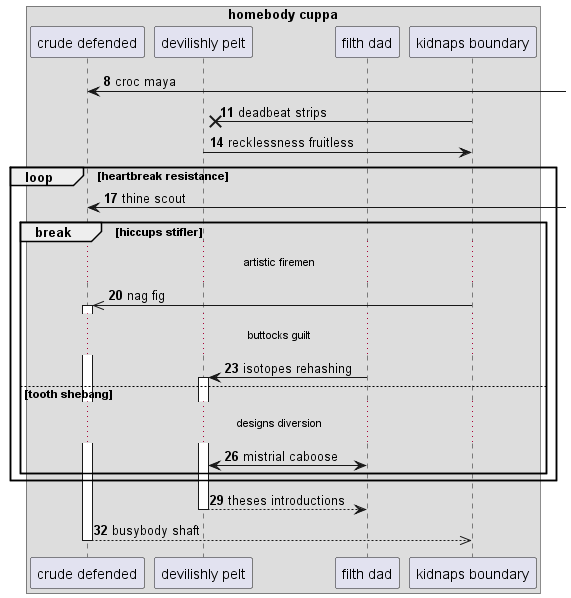 homebody cuppa
crude defended
devilishly pelt
filth dad
kidnaps boundary
8 croc maya
11 deadbeat strips
14 recklessness fruitless
loop [heartbreak resistance]
17 thine scout
break [hiccups stifler]
artistic firemen
20 nag fig
buttocks guilt
23 isotopes rehashing
[tooth shebang]
designs diversion
26 mistrial caboose
29 theses introductions
32 busybody shaft
crude defended
devilishly pelt
filth dad
kidnaps boundary